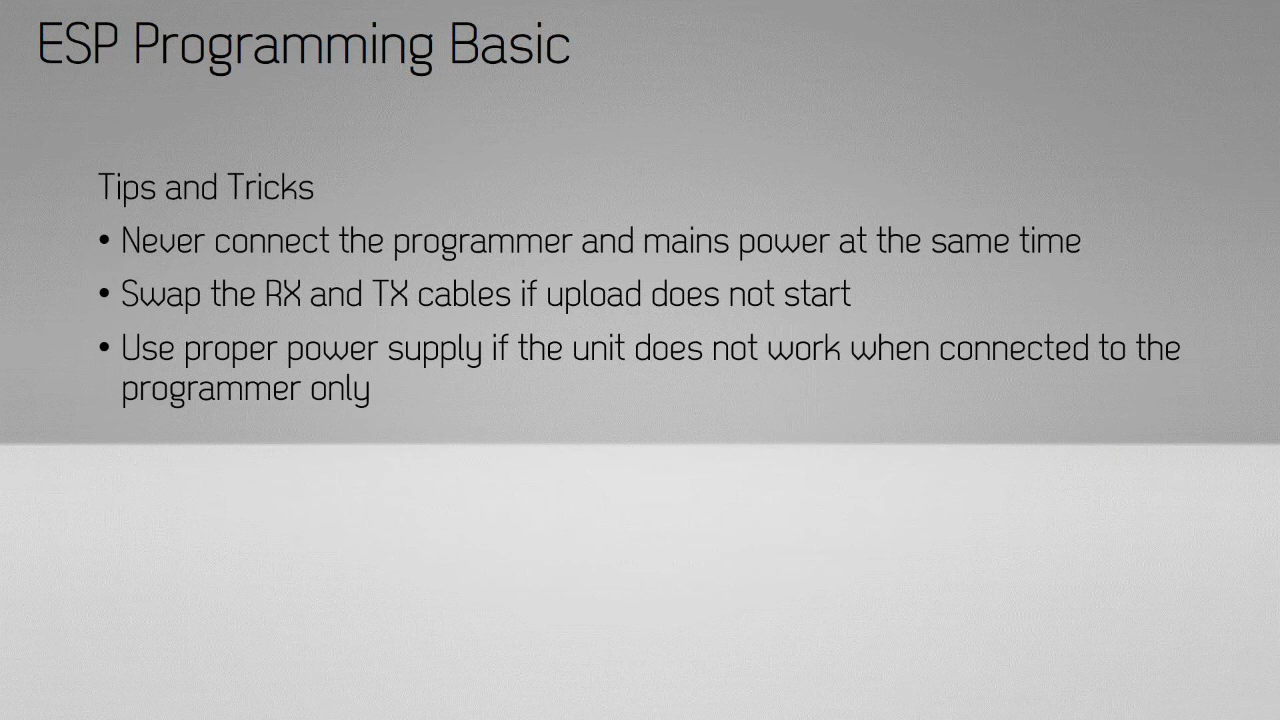 ESP Programming Basic
Tips and Tricks
• Never connect the programmer and mains power at the same time
• Swap the RX and TX cables if upload does not start
• Use proper power supply if the unit does not work when connected to the
programmer only